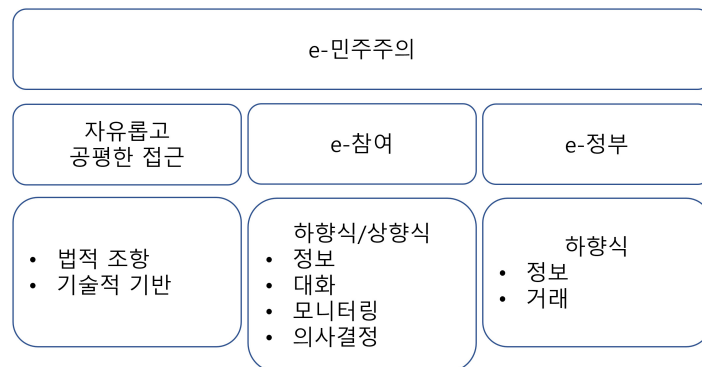 e-민주주의
자유롭고
공평한 접근
e-참여
e-정부
• 법적 조항
• 기술적 기반
하향식/상향식
• 정보
• 대화
• 모니터링
• 의사결정
하향식
• 정보
• 거래